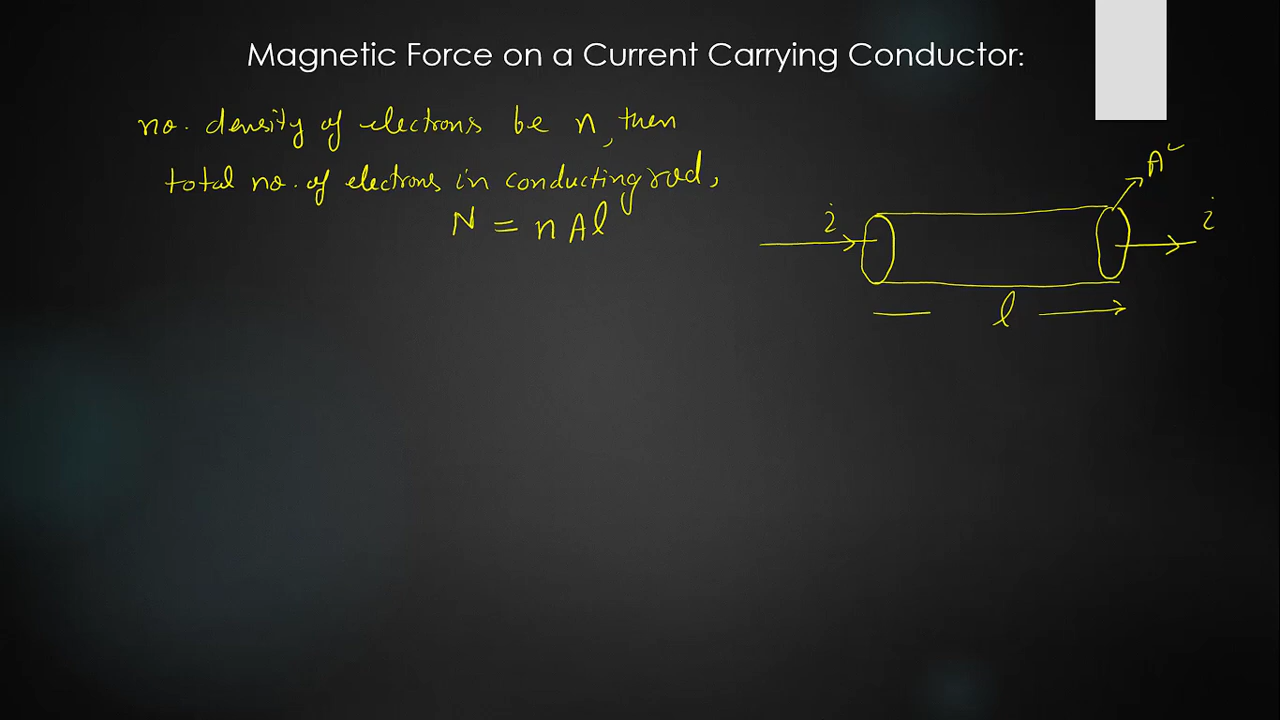 Magnetic Force on a Current Carrying Conductor:
no. density of electrons be n, then
total no. of electrons in conducting rod,
N = n A l
A
i
i
l